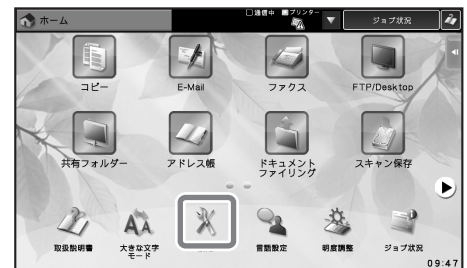 ホーム
通信中 プリンター
ジョブ状況
コピー
E-Mail
ファクス
FTP/Desktop
共有フォルダー
アドレス帳
ドキュメント
ファイリング
スキャン保存
取扱説明書
大きな文字
モード
言語設定
明度調整
ジョブ状況
09:47